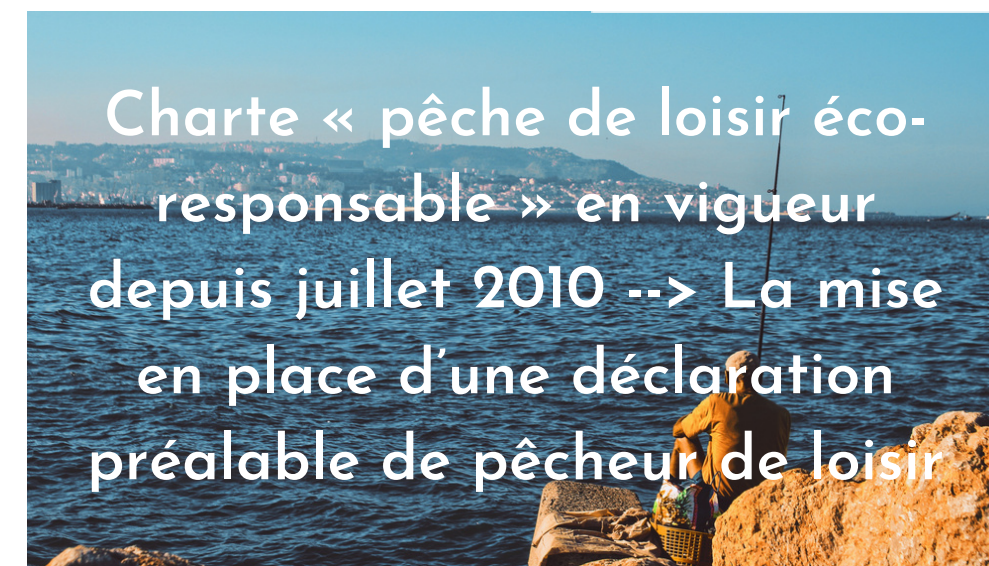 Charte « pêche de loisir éco-
responsable » en vigueur
depuis juillet 2010 --> La mise
en place d’une déclaration
préalable de pêcheur de loisir